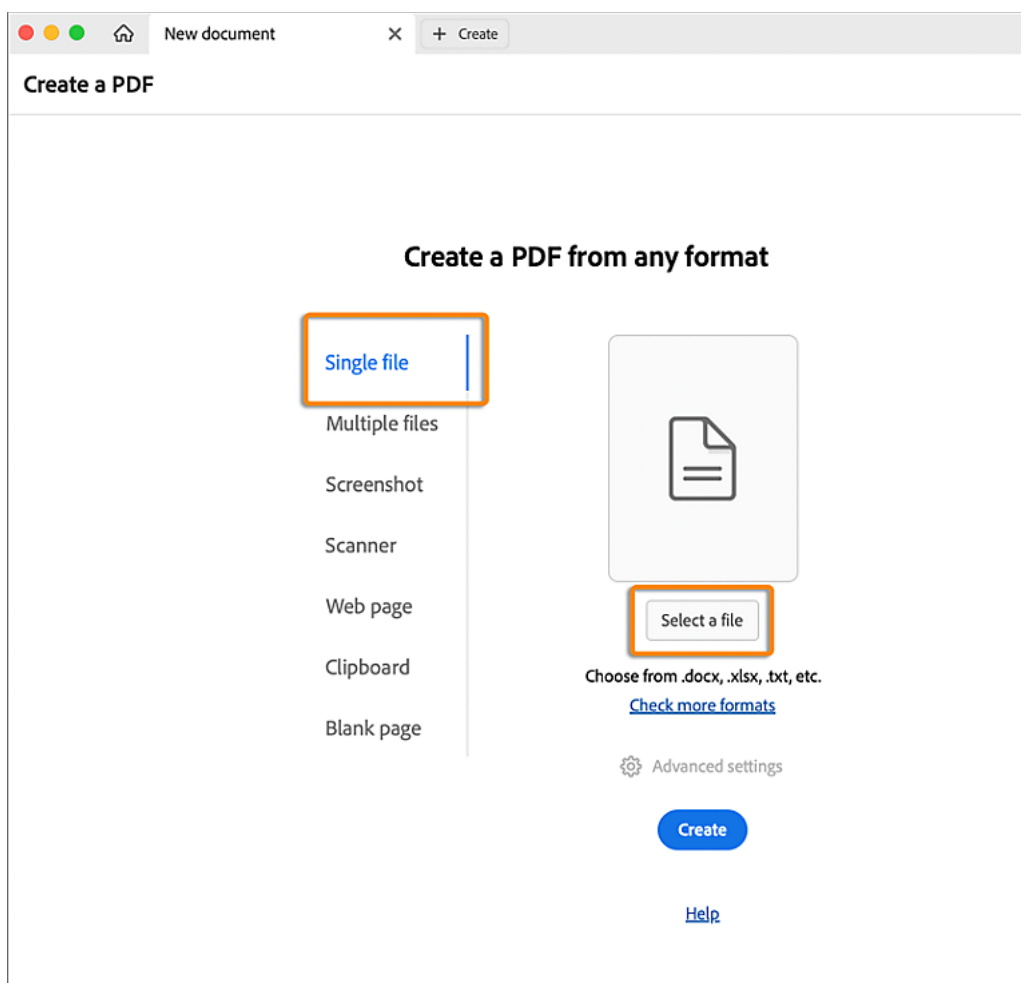 New document
+ Create
Create a PDF
Create a PDF from any format
Single file
Multiple files
Screenshot
Scanner
Web page
Clipboard
Blank page
Select a file
Choose from .docx, .xlsx, .txt, etc.
Check more formats
Advanced settings
Create
Help